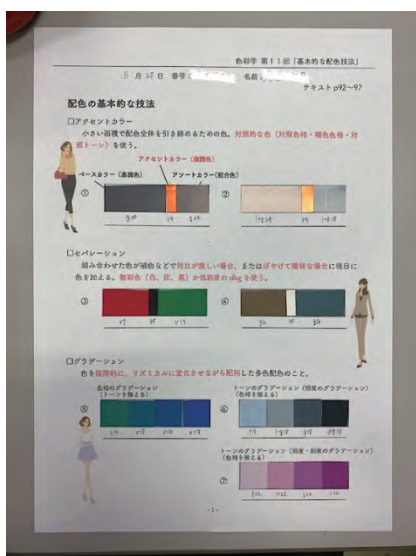 色彩学 第11回「基本的な配色技法」
月25日 番号 名前
テキスト p92~97
配色の基本的な技法
□アクセントカラー
小さい面積で配色全体を引き締めるための色。対照的な色（対照色相・補色色相・対
照トーン）を使う。
アクセントカラー（強調色）
ベースカラー（基調色） アソートカラー（配合色）
① ②
□セパレーション
組み合わせた色が補色などで対比が激しい場合、またはぼやけて曖昧な場合に境目に
色を加える。無彩色（白、灰、黒）か低彩度の dkg を使う。
③ ④
□グラデーション
色を段階的に、リズミカルに変化させながら配列した多色配色のこと。
色相のグラデーション
（トーンを揃える）
トーンのグラデーション（明度のグラデーション）
（色相を揃える）
⑤ ⑥
トーンのグラデーション（明度・彩度のグラデーション）
（色相を揃える）
⑦
-1-